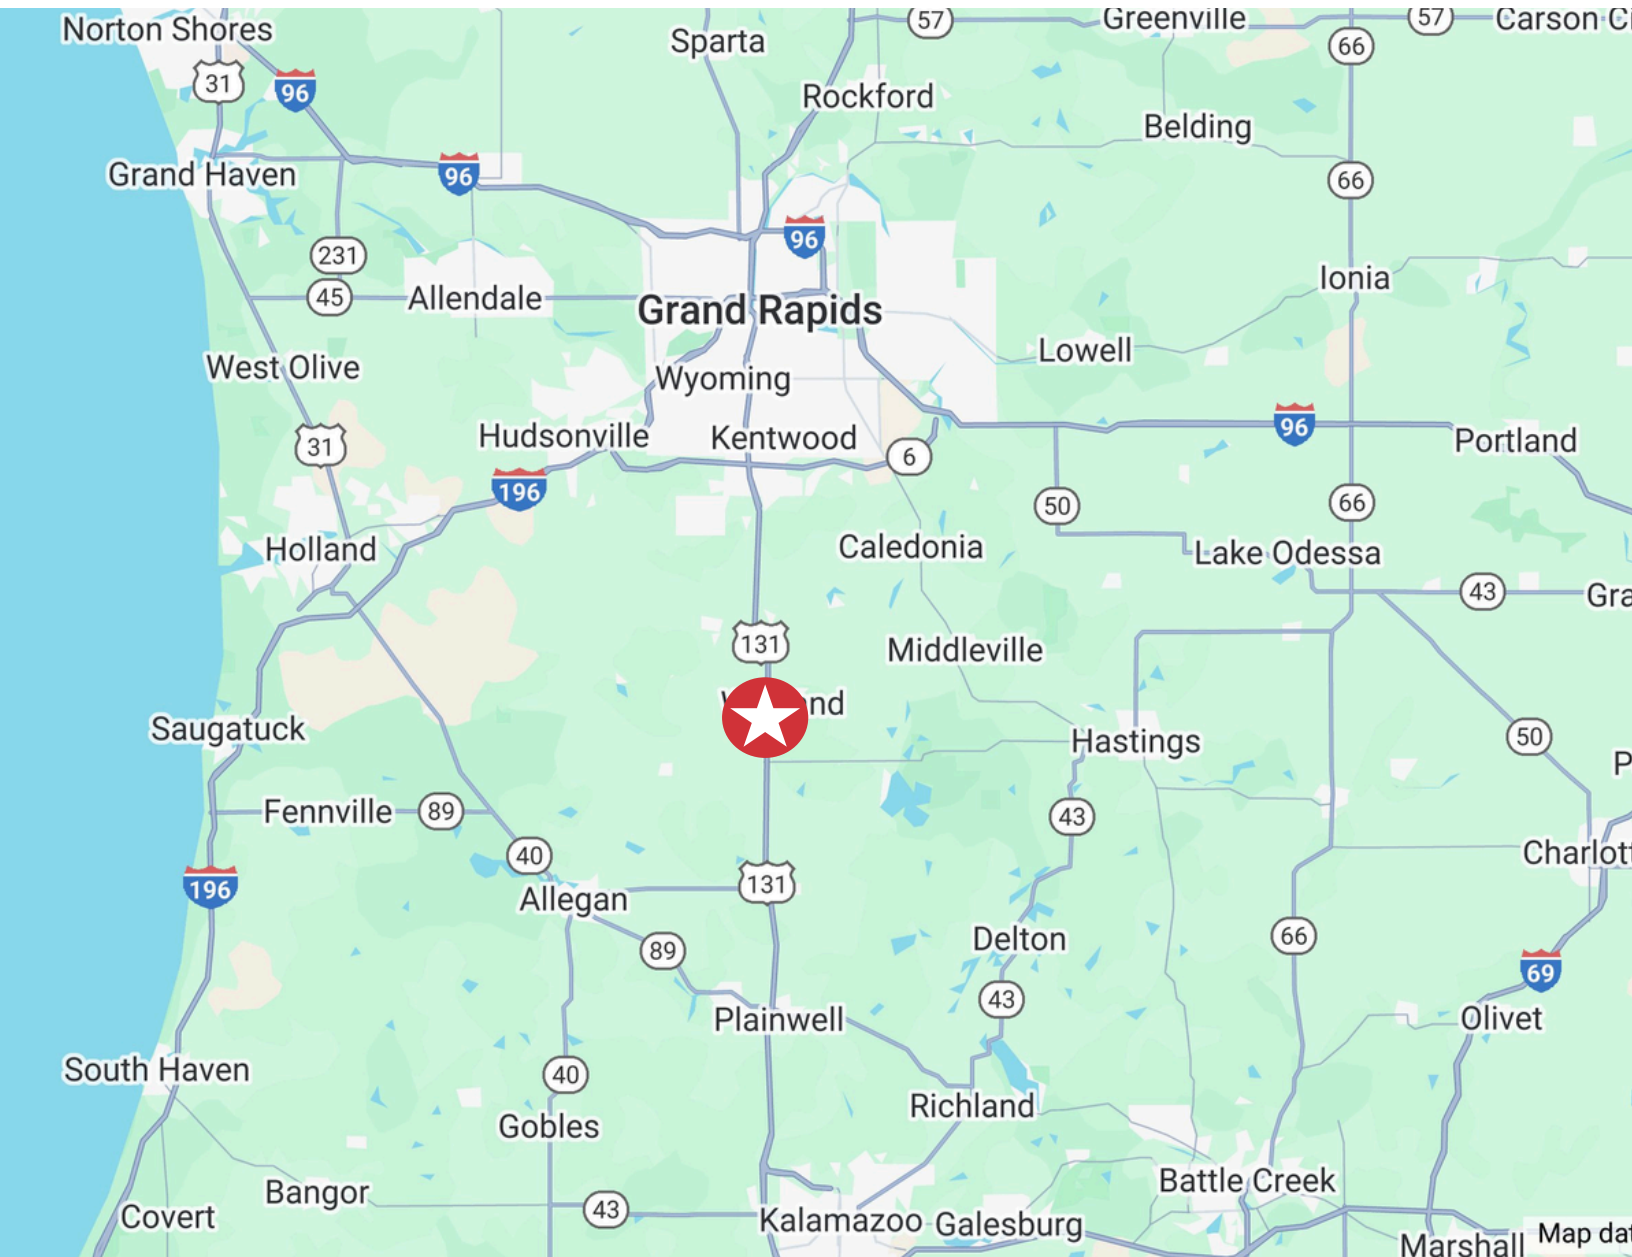 Norton Shores
Sparta
57
Greenville
57
Carson Ci
66
31
96
Rockford
Belding
Grand Haven
96
66
96
231
45
Allendale
Grand Rapids
Ionia
West Olive
Wyoming
Lowell
31
Hudsonville
Kentwood
6
96
Portland
196
50
66
Holland
Caledonia
Lake Odessa
43
Gra
131
Middleville
nd
Saugatuck
Hastings
50
P
Fennville
89
43
40
Charlott
196
Allegan
131
89
Delton
66
69
43
Plainwell
Olivet
South Haven
40
Richland
Gobles
Bangor
43
Battle Creek
Covert
Kalamazoo
Galesburg
Marshall
Map dat